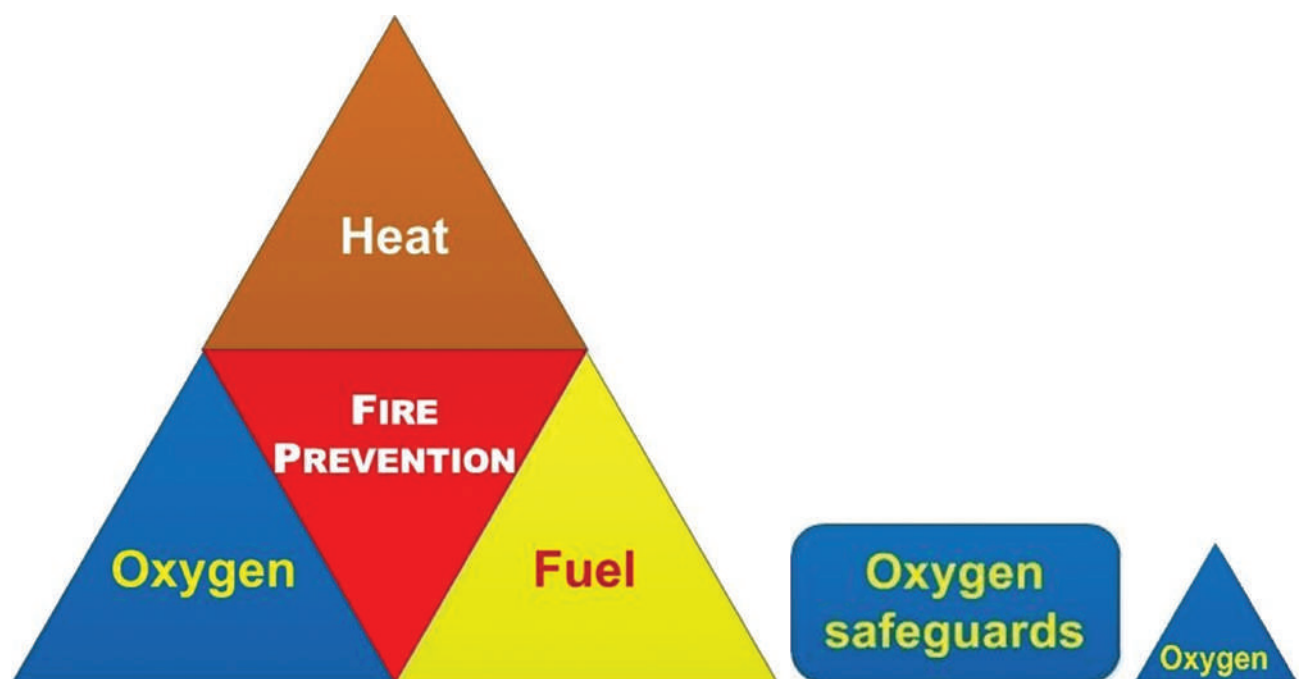 Heat
FIRE
PREVENTION
Oxygen
Fuel
Oxygen
safeguards
Oxygen